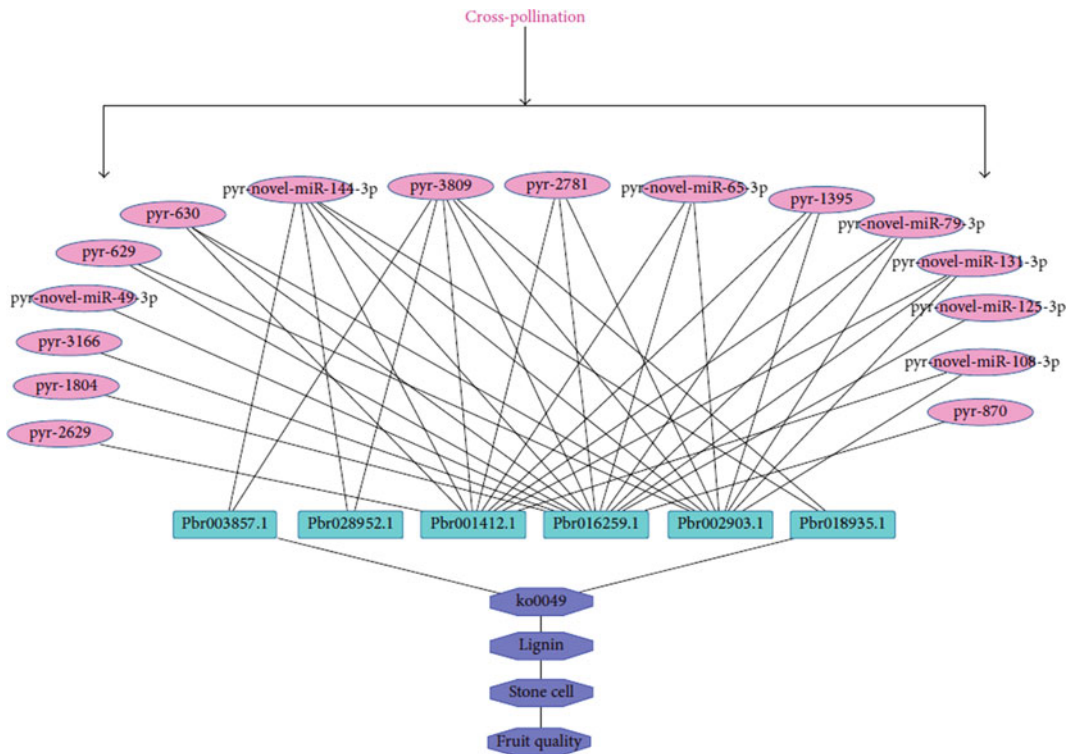 Cross-pollination
pyr-novel-miR-144-3p
pyr-3809
pyr-2781
pyr-novel-miR-65-3p
pyr-1395
pyr-630
pyr-novel-miR-79-3p
pyr-629
pyr-novel-miR-131-3p
pyr-novel-miR-49-3p
pyr-novel-miR-125-3p
pyr-3166
pyr-novel-miR-108-3p
pyr-1804
pyr-870
pyr-2629
Pbr003857.1
Pbr028952.1
Pbr001412.1
Pbr016259.1
Pbr002903.1
Pbr018935.1
ko0049
Lignin
Stone cell
Fruit quality